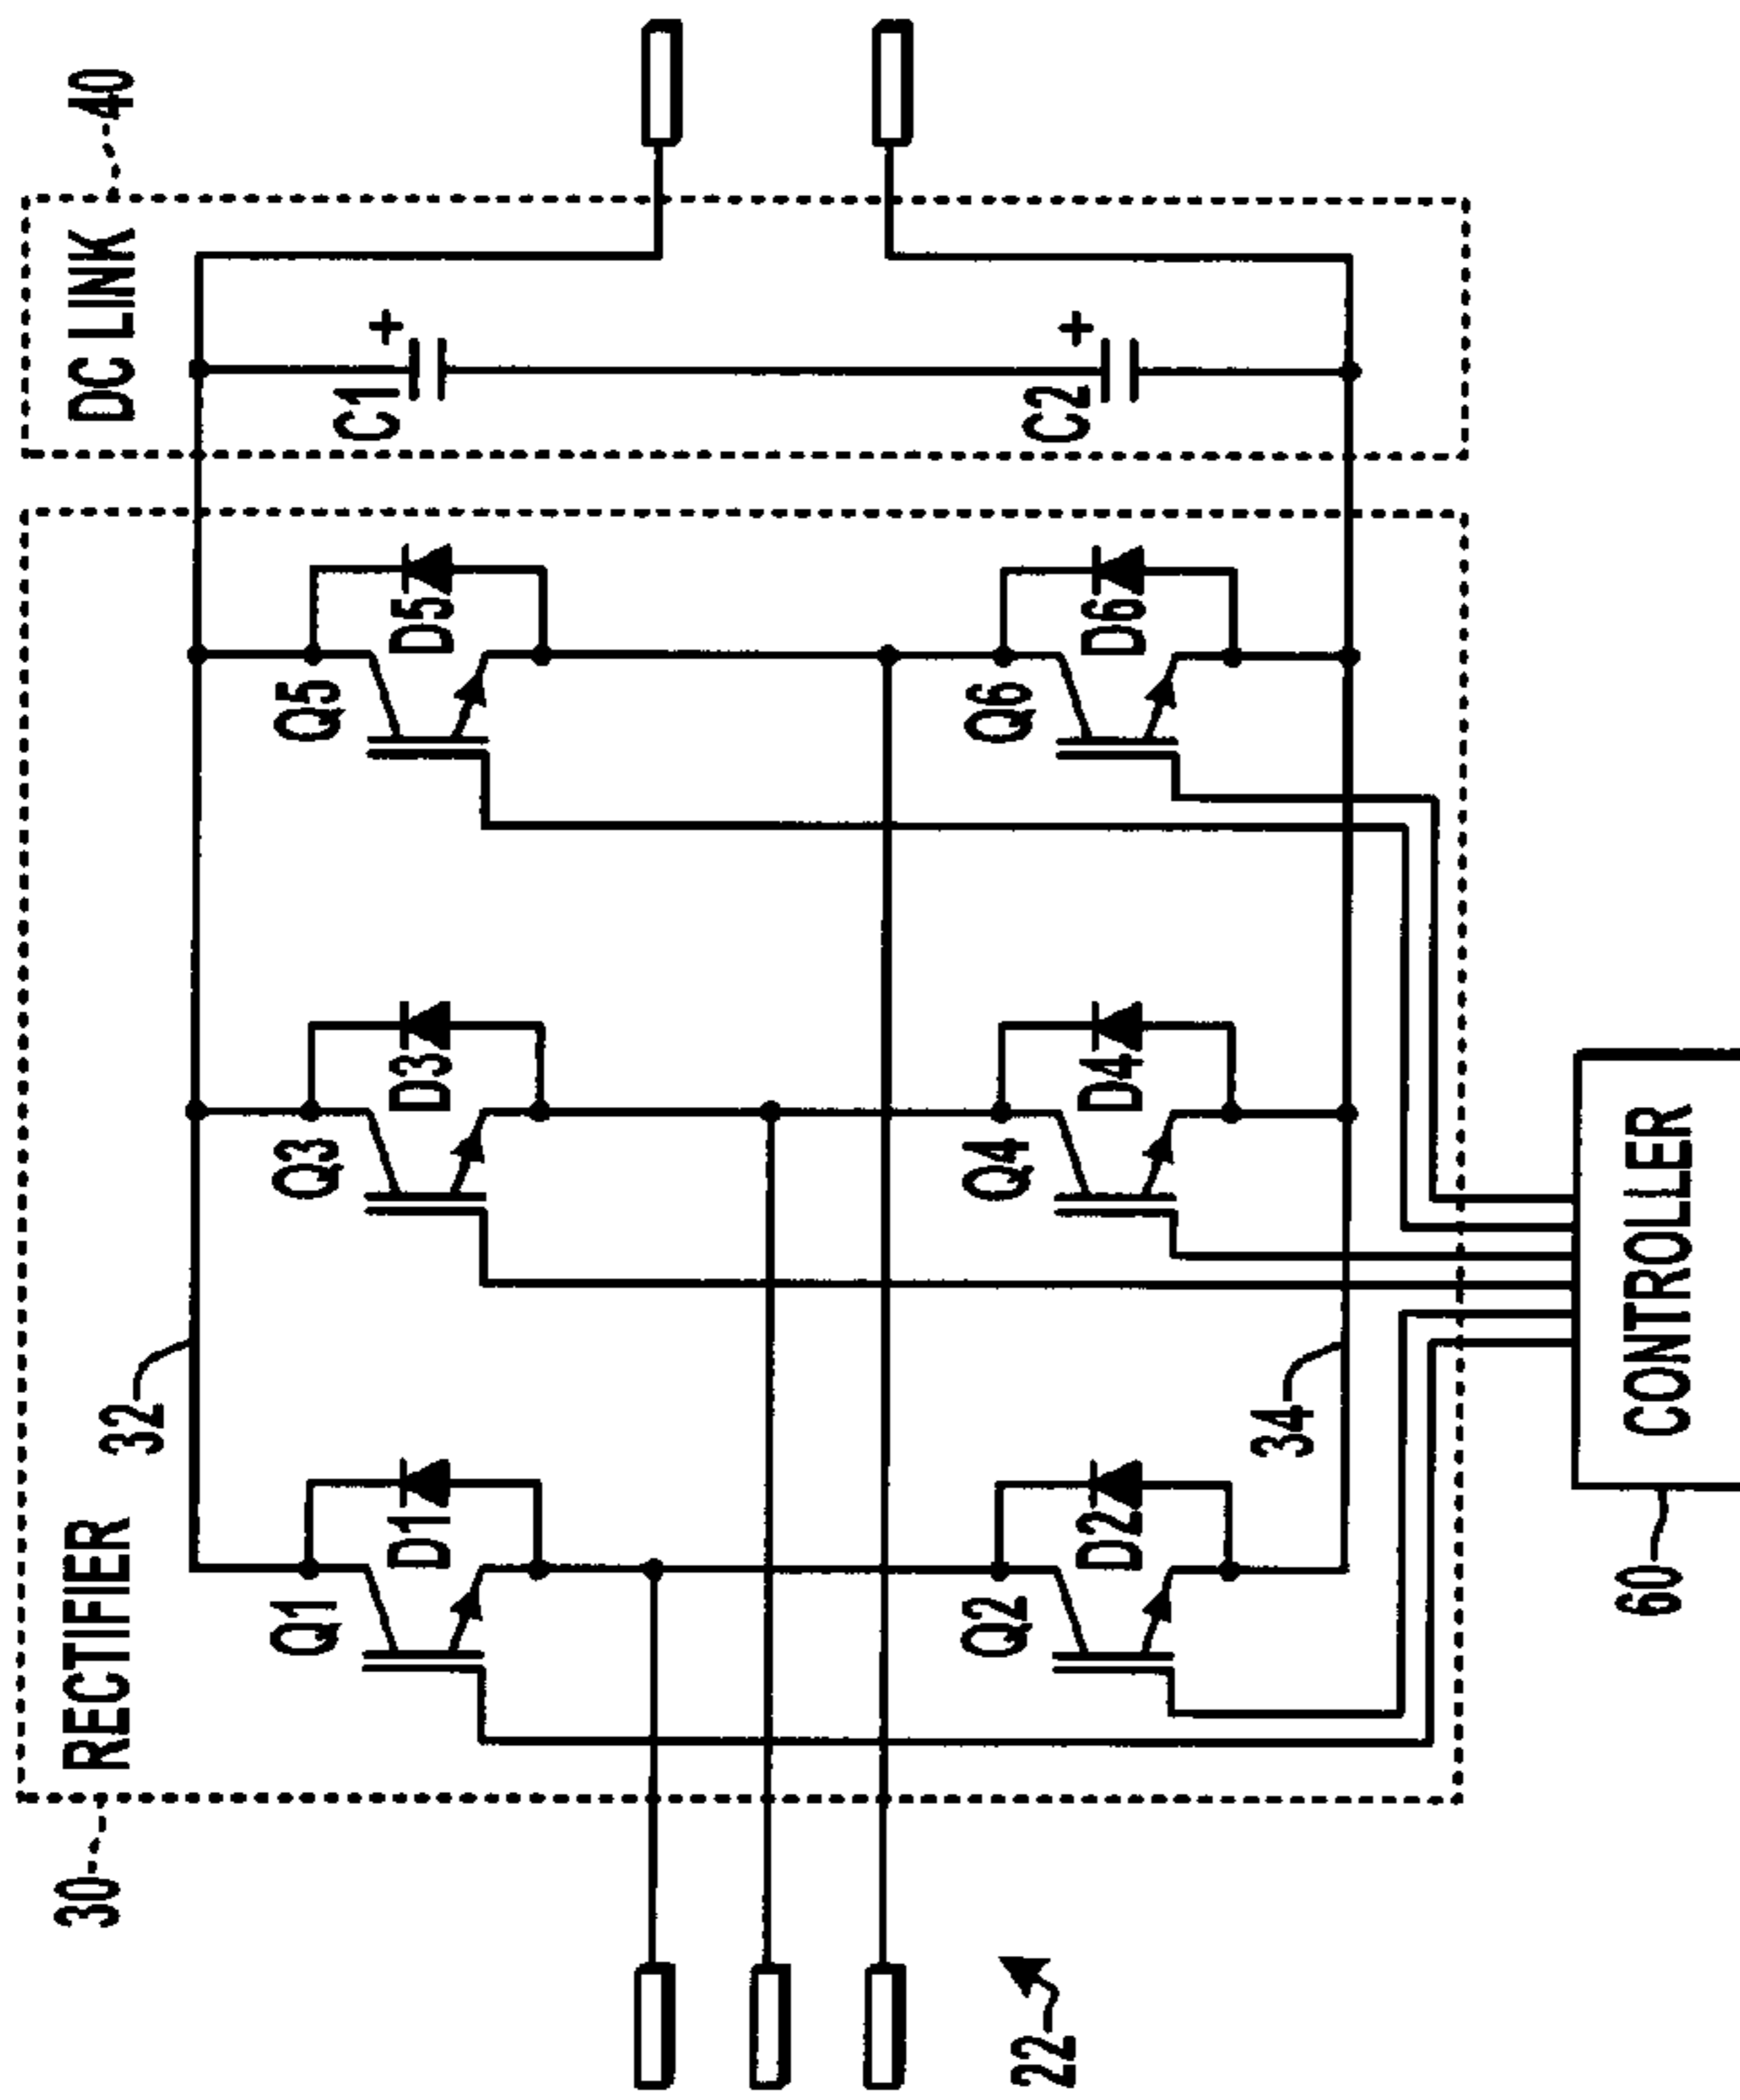 30
RECTIFIER
32
DC LINK
40
Q1
D1
Q3
D3
Q5
D5
C1
+
Q2
D2
Q4
D4
Q6
D6
C2
+
34
22
60
CONTROLLER